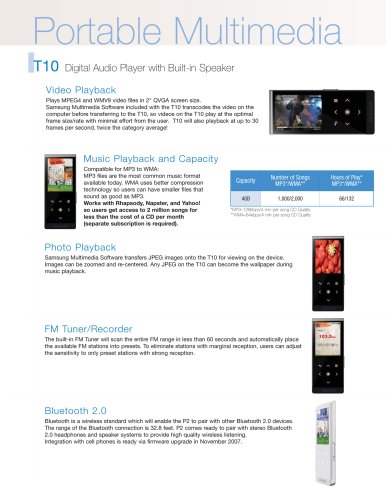 Portable Multimedia
T10 Digital Audio Player with Built-in Speaker
Video Playback
Plays MPEG4 and WMV9 video files in 2" QVGA screen size.
Samsung Multimedia Software included with the T10 transcodes the video on the
computer before transferring to the T10, so videos on the T10 play at the optimal
frame size/rate with minimal effort from the user.  T10 will also playback at up to 30
frames per second, twice the category average!
Music Playback and Capacity
Compatible for MP3 to WMA:
MP3 files are the most common music format
available today. WMA uses better compression
technology so users can have smaller files that
sound as good as MP3.
Works with Rhapsody, Napster, and Yahoo!
so users get access to 2 million songs for
less than the cost of a CD per month
(separate subscription is required).
Capacity Number of Songs MP3*/WMA** Hours of Play* MP3*/WMA**
4GB 1,000/2,000 66/132
*MP3-128kbps/4 min per song CD Quality
**WMA-64kbps/4 min per song CD Quality
Photo Playback
Samsung Multimedia Software transfers JPEG images onto the T10 for viewing on the device.
Images can be zoomed and re-centered. Any JPEG on the T10 can become the wallpaper during
music playback.
FM Tuner/Recorder
The built-in FM Tuner will scan the entire FM range in less than 60 seconds and automatically place
the available FM stations into presets. To eliminate stations with marginal reception, users can adjust
the sensitivity to only preset stations with strong reception.
Bluetooth 2.0
Bluetooth is a wireless standard which will enable the P2 to pair with other Bluetooth 2.0 devices.
The range of the Bluetooth connection is 32.8 feet. P2 comes ready to pair with stereo Bluetooth
2.0 headphones and speaker systems to provide high quality wireless listening.
Integration with cell phones is ready via firmware upgrade in November 2007.